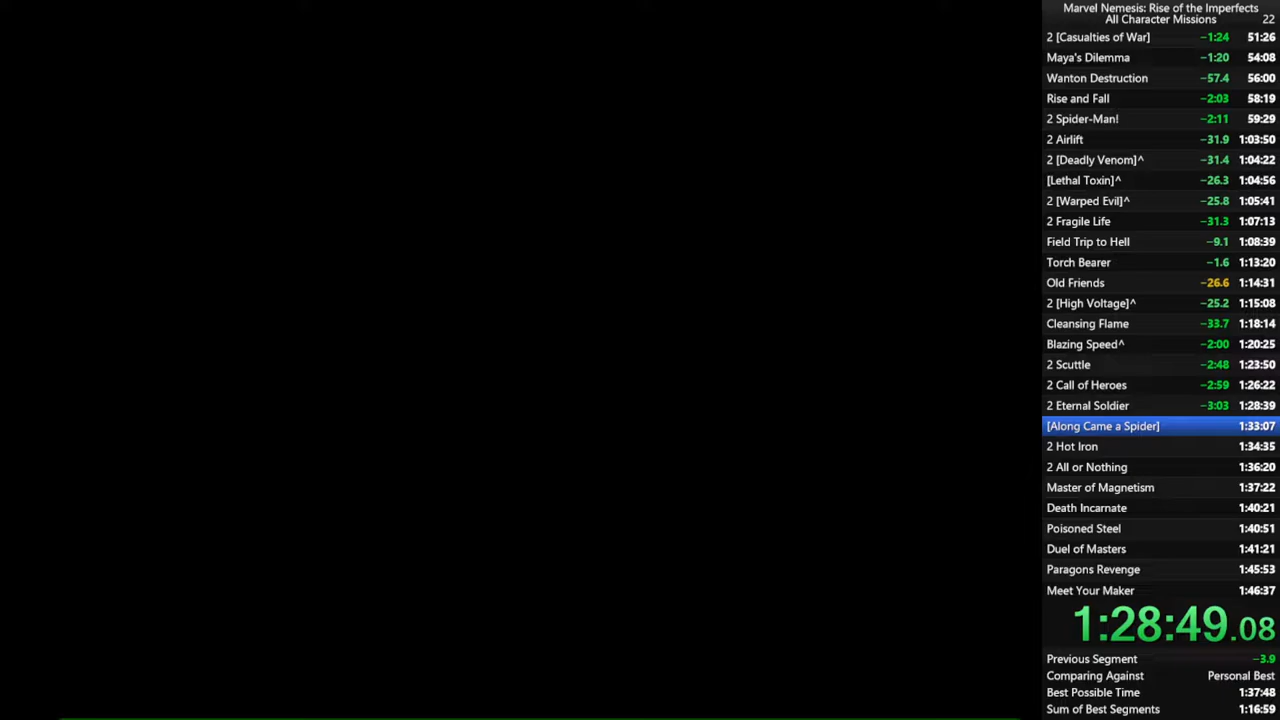 Marvel Nemesis: Rise of the Imperfects
All Character Missions 22
2 [Casualties of War] −1:24 51:26
Maya's Dilemma −1:20 54:08
Wanton Destruction −57.4 56:00
Rise and Fall −2:03 58:19
2 Spider-Man! −2:11 59:29
2 Airlift −31.9 1:03:50
2 [Deadly Venom]^ −31.4 1:04:22
[Lethal Toxin]^ −26.3 1:04:56
2 [Warped Evil]^ −25.8 1:05:41
2 Fragile Life −31.3 1:07:13
Field Trip to Hell −9.1 1:08:39
Torch Bearer −1.6 1:13:20
Old Friends −26.6 1:14:31
2 [High Voltage]^ −25.2 1:15:08
Cleansing Flame −33.7 1:18:14
Blazing Speed^ −2:00 1:20:25
2 Scuttle −2:48 1:23:50
2 Call of Heroes −2:59 1:26:22
2 Eternal Soldier −3:03 1:28:39
[Along Came a Spider] 1:33:07
2 Hot Iron 1:34:35
2 All or Nothing 1:36:20
Master of Magnetism 1:37:22
Death Incarnate 1:40:21
Poisoned Steel 1:40:51
Duel of Masters 1:41:21
Paragons Revenge 1:45:53
Meet Your Maker 1:46:37
1:28:49.08
Previous Segment −3.9
Comparing Against Personal Best
Best Possible Time 1:37:48
Sum of Best Segments 1:16:59